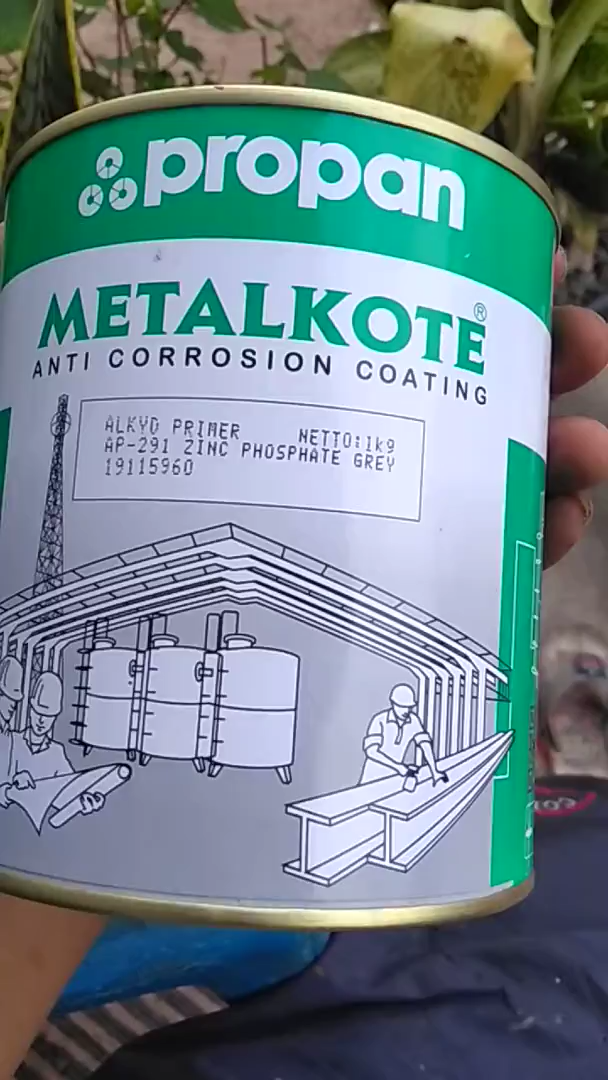 propan
METALKOTE®
ANTI CORROSION COATING
ALKYD PRIMER NETTO:1kg
AP-291 ZINC PHOSPHATE GREY
19115960